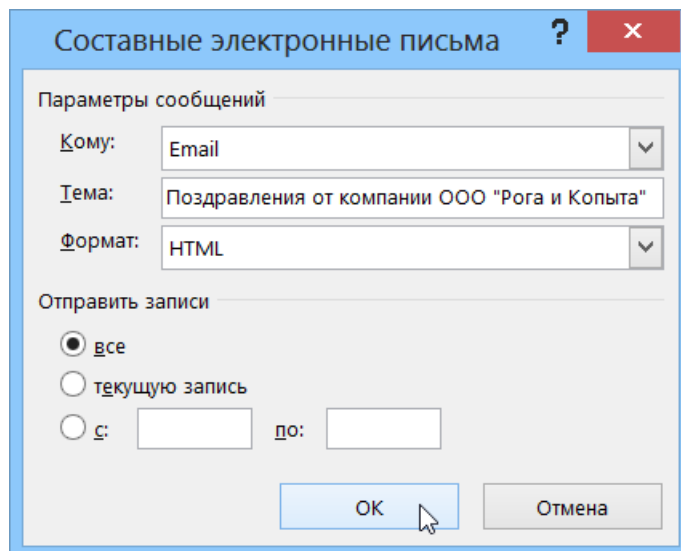 Составные электронные письма ? ×
Параметры сообщений
Кому: Email
Тема: Поздравления от компании ООО "Рога и Копыта"
Формат: HTML
Отправить записи
все
текущую запись
с: по:
ОК Отмена